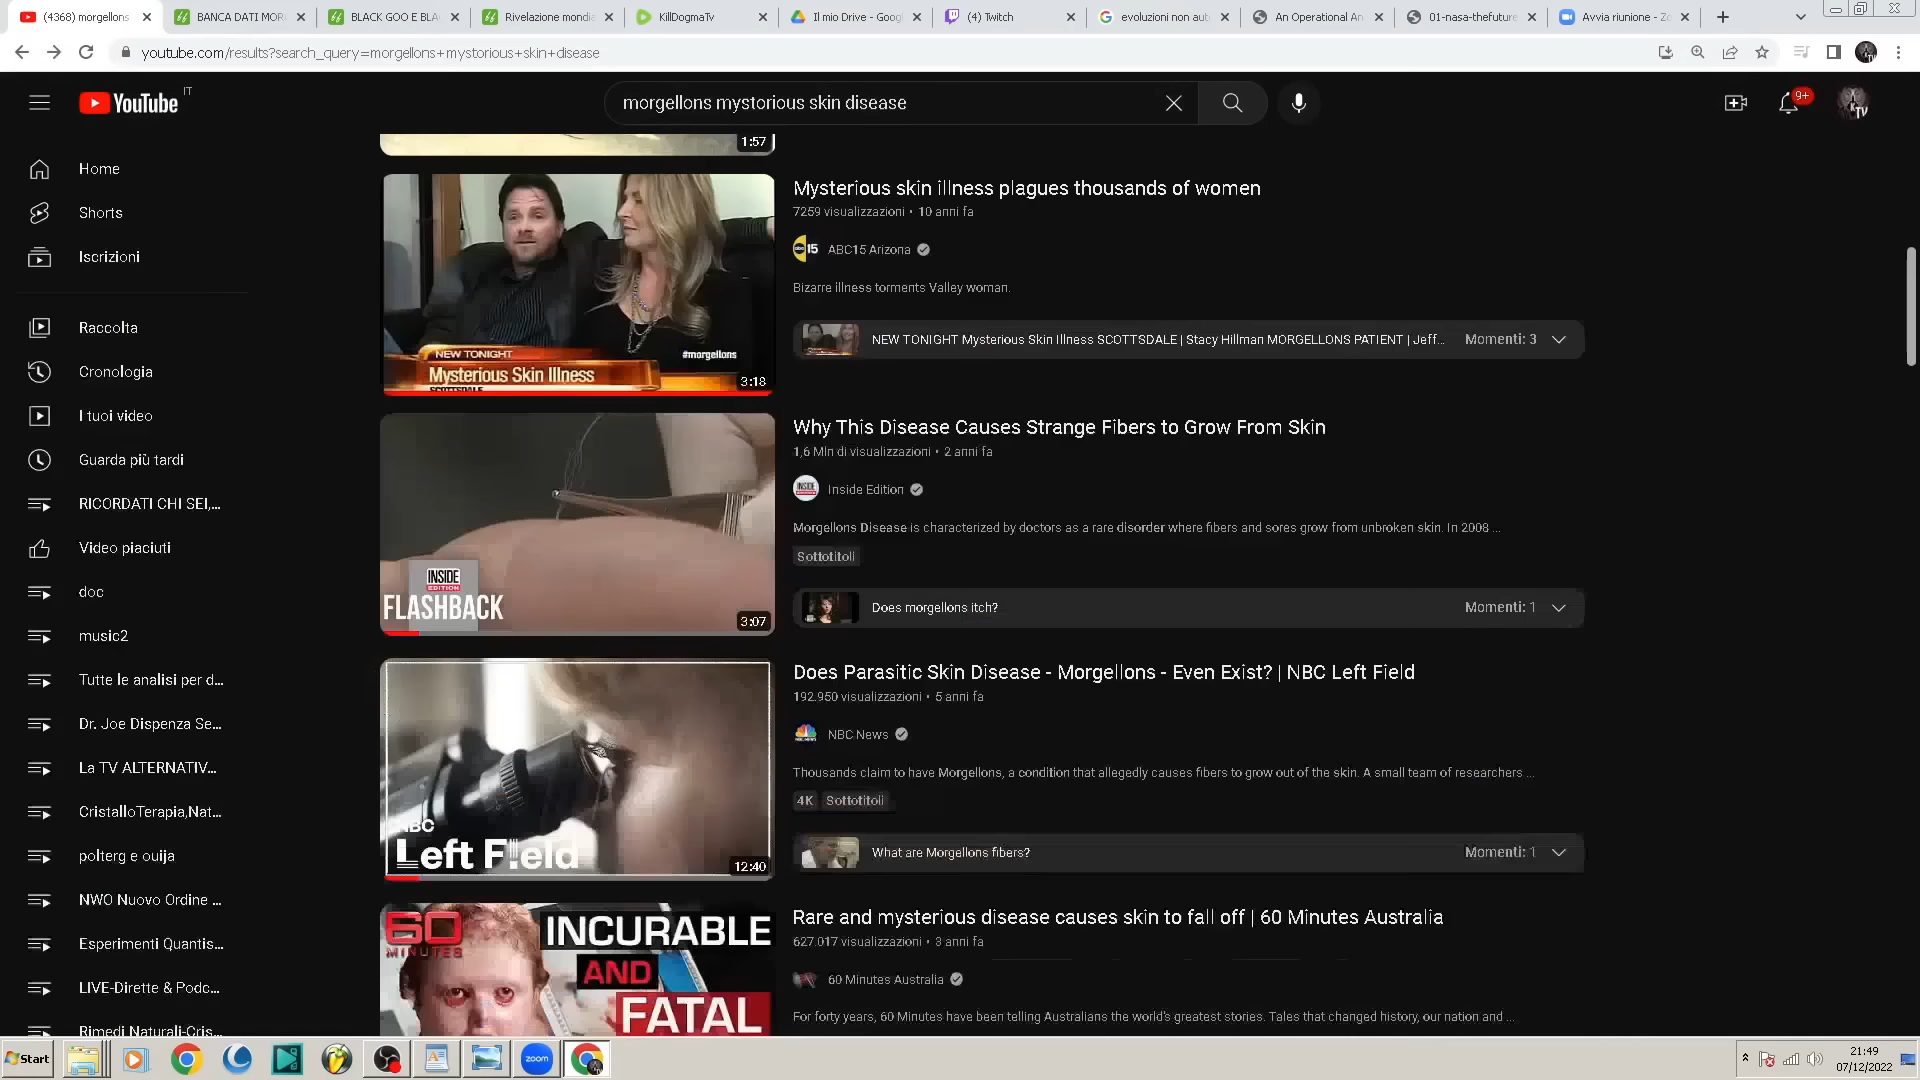 (4368) morgellons
BANCA DATI MOR
BLACK GOO E BLA
Rivelazione mondia
KillDogmaTv
Il mio Drive - Goog
(4) Twitch
evoluzioni non aut
An Operational An
01-nasa-thefuture
Avvia riunione - Zo
youtube.com/results?search_query=morgellons+mystorious+skin+disease
YouTube IT
morgellons mystorious skin disease
9+
TV
Home
Shorts
Iscrizioni
Raccolta
Cronologia
I tuoi video
Guarda più tardi
RICORDATI CHI SEI,...
Video piaciuti
doc
music2
Tutte le analisi per d...
Dr. Joe Dispenza Se...
La TV ALTERNATIV...
CristalloTerapia,Nat...
polterg e ouija
NWO Nuovo Ordine ...
Esperimenti Quantis...
LIVE-Dirette & Podc...
Rimedi Naturali-Cris...
1:57
NEW TONIGHT
#morgellons
Mysterious Skin Illness
SCOTTSDALE
3:18
Mysterious skin illness plagues thousands of women
7259 visualizzazioni • 10 anni fa
abc 15 ABC15 Arizona
Bizarre illness torments Valley woman.
NEW TONIGHT Mysterious Skin Illness SCOTTSDALE | Stacy Hillman MORGELLONS PATIENT | Jeff...
Momenti: 3
INSIDE
EDITION
FLASHBACK
3:07
Why This Disease Causes Strange Fibers to Grow From Skin
1,6 Mln di visualizzazioni • 2 anni fa
Inside Edition
Morgellons Disease is characterized by doctors as a rare disorder where fibers and sores grow from unbroken skin. In 2008 ...
Sottotitoli
Does morgellons itch?
Momenti: 1
NBC
Left F!eld
12:40
Does Parasitic Skin Disease - Morgellons - Even Exist? | NBC Left Field
192.950 visualizzazioni • 5 anni fa
NBC News
Thousands claim to have Morgellons, a condition that allegedly causes fibers to grow out of the skin. A small team of researchers ...
4K Sottotitoli
What are Morgellons fibers?
Momenti: 1
60
MINUTES
INCURABLE
AND
FATAL
Rare and mysterious disease causes skin to fall off | 60 Minutes Australia
627.017 visualizzazioni • 3 anni fa
60 Minutes Australia
For forty years, 60 Minutes have been telling Australians the world's greatest stories. Tales that changed history, our nation and ...
Start
zoom
21:49
07/12/2022